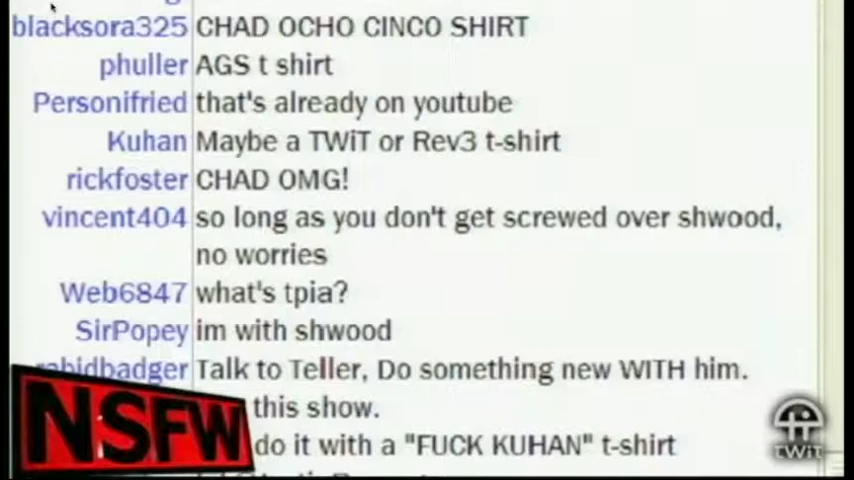 blacksora325 CHAD OCHO CINCO SHIRT
phuller AGS t shirt
Personifried that's already on youtube
Kuhan Maybe a TWiT or Rev3 t-shirt
rickfoster CHAD OMG!
vincent404 so long as you don't get screwed over shwood,
no worries
Web6847 what's tpia?
SirPopey im with shwood
rabidbadger Talk to Teller, Do something new WITH him.
this show.
do it with a "FUCK KUHAN" t-shirt
NSFW
TWiT